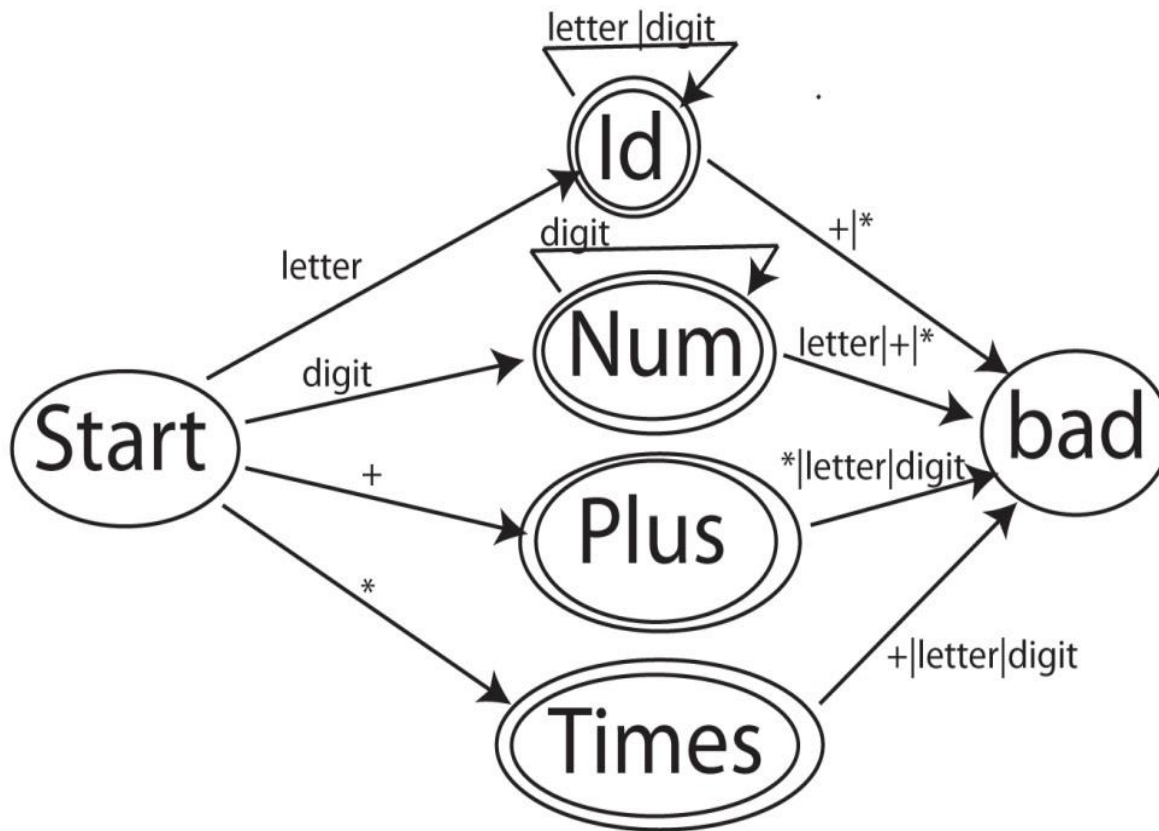 letter |digit
Id
+|*
digit
letter
Num
letter|+|*
digit
Start
bad
*|letter|digit
+
Plus
*
+|letter|digit
Times